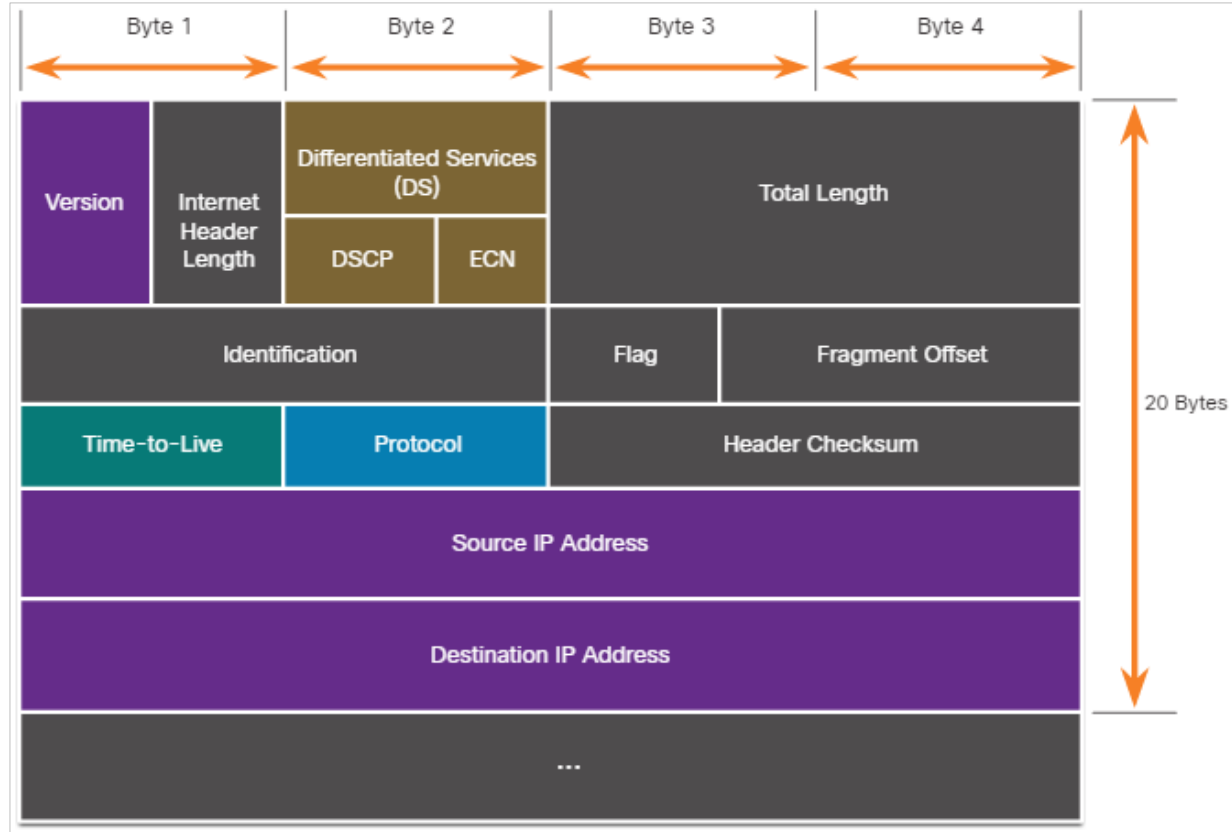 Byte 1
Byte 2
Byte 3
Byte 4
Version
Internet
Header
Length
Differentiated Services
(DS)
DSCP
ECN
Total Length
Identification
Flag
Fragment Offset
20 Bytes
Time-to-Live
Protocol
Header Checksum
Source IP Address
Destination IP Address
...